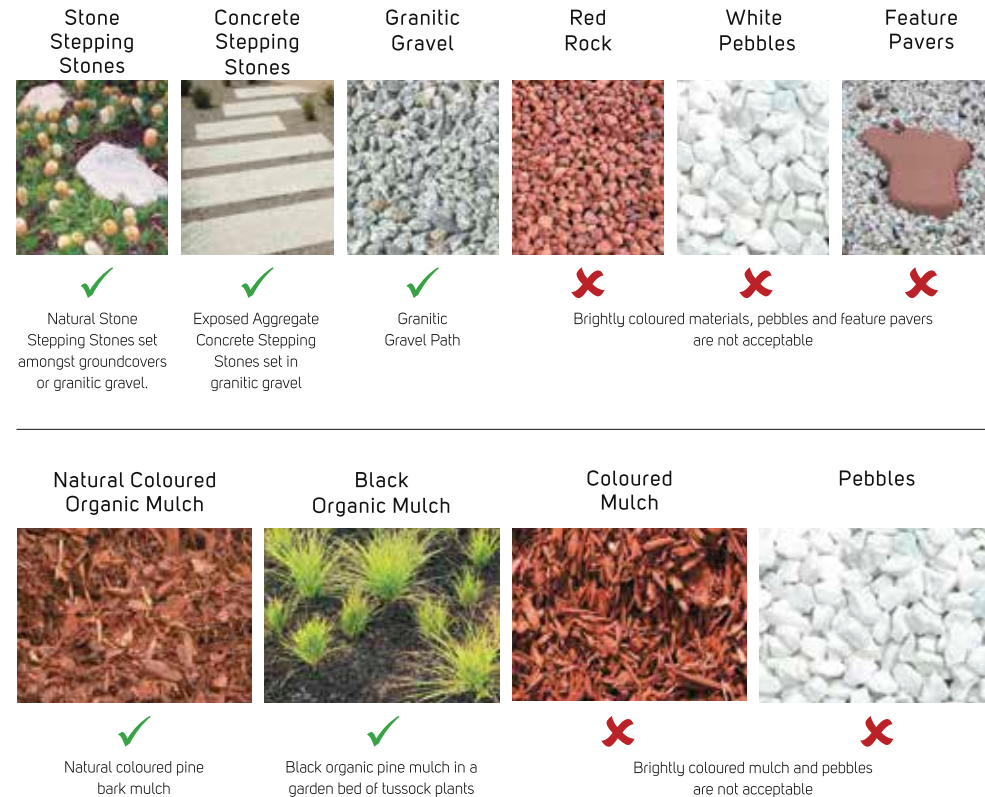 Stone
Stepping
Stones
Concrete
Stepping
Stones
Granitic
Gravel
Red
Rock
White
Pebbles
Feature
Pavers
Natural Stone
Stepping Stones set
amongst groundcovers
or granitic gravel.
Exposed Aggregate
Concrete Stepping
Stones set in
granitic gravel
Granitic
Gravel Path
Brightly coloured materials, pebbles and feature pavers
are not acceptable
Natural Coloured
Organic Mulch
Black
Organic Mulch
Coloured
Mulch
Pebbles
Natural coloured pine
bark mulch
Black organic pine mulch in a
garden bed of tussock plants
Brightly coloured mulch and pebbles
are not acceptable